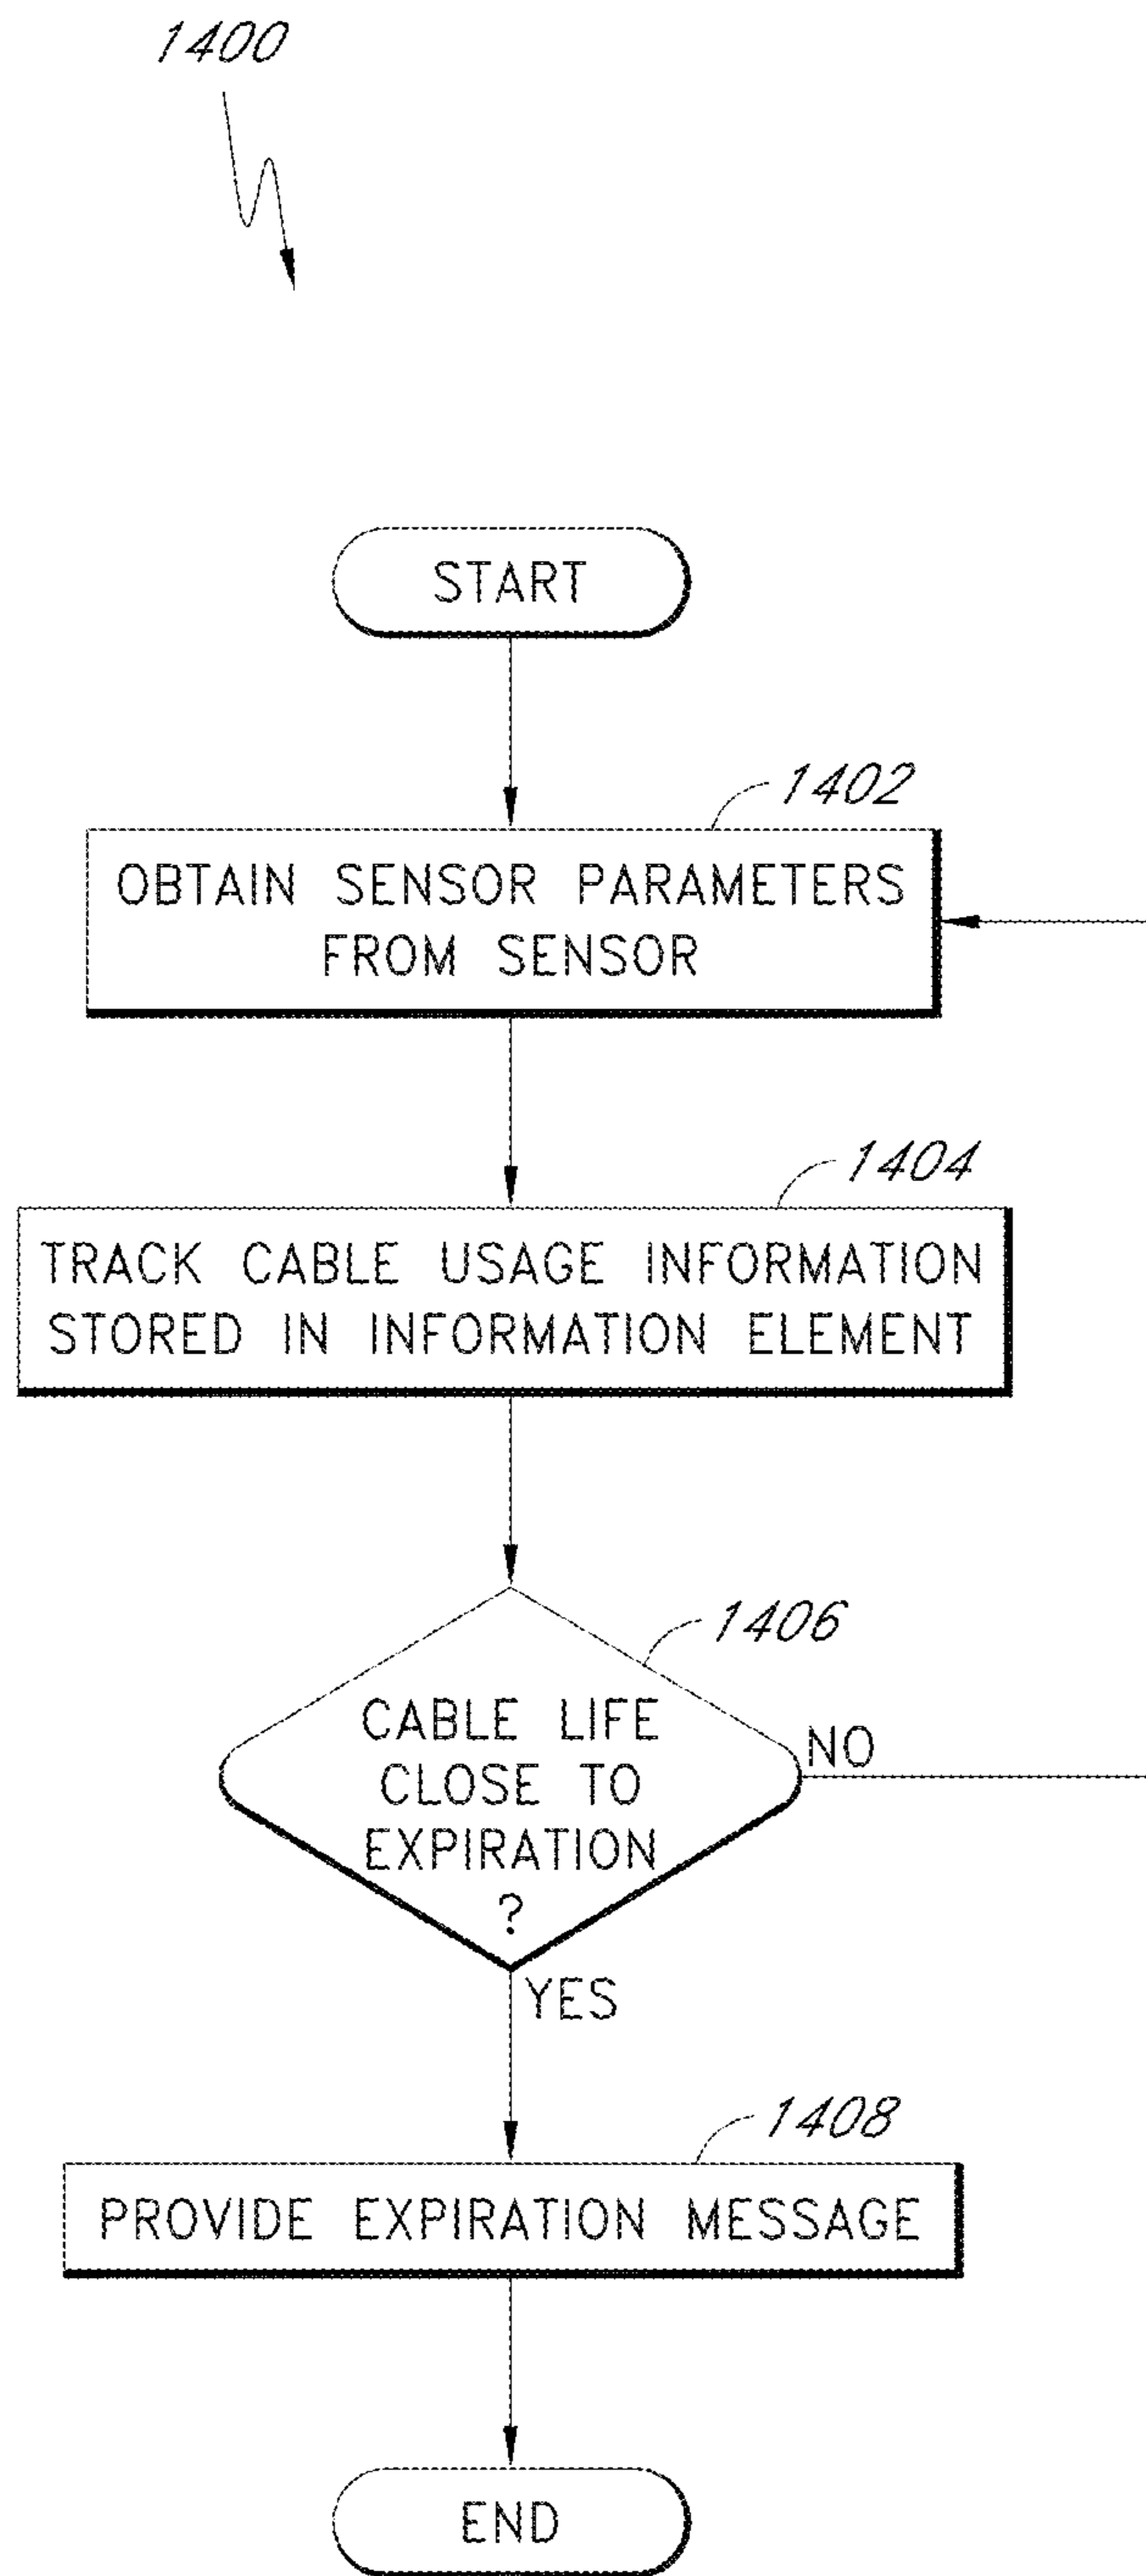 1400
START
1402
OBTAIN SENSOR PARAMETERS
FROM SENSOR
1404
TRACK CABLE USAGE INFORMATION
STORED IN INFORMATION ELEMENT
1406
CABLE LIFE
CLOSE TO
EXPIRATION
?
NO
YES
1408
PROVIDE EXPIRATION MESSAGE
END